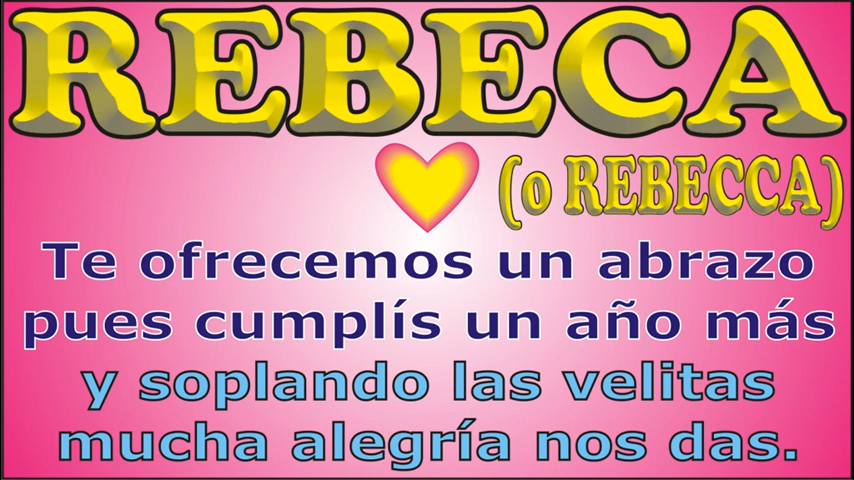 REBECA
(o REBECCA)
Te ofrecemos un abrazo
pues cumplís un año más
y soplando las velitas
mucha alegría nos das.